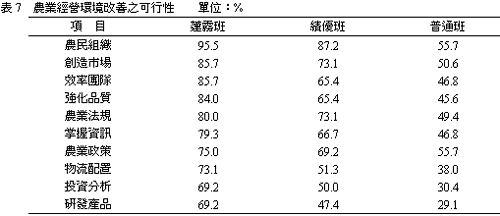 表 7　農業經營環境改善之可行性　　單位：%
項　目　蓮霧班　績優班　普通班
農民組織　95.5　87.2　55.7
創造市場　85.7　73.1　50.6
效率團隊　85.7　65.4　46.8
強化品質　84.0　65.4　45.6
農業法規　80.0　73.1　49.4
掌握資訊　79.3　66.7　46.8
農業政策　75.0　69.2　55.7
物流配置　73.1　51.3　38.0
投資分析　69.2　50.0　30.4
研發產品　69.2　47.4　29.1